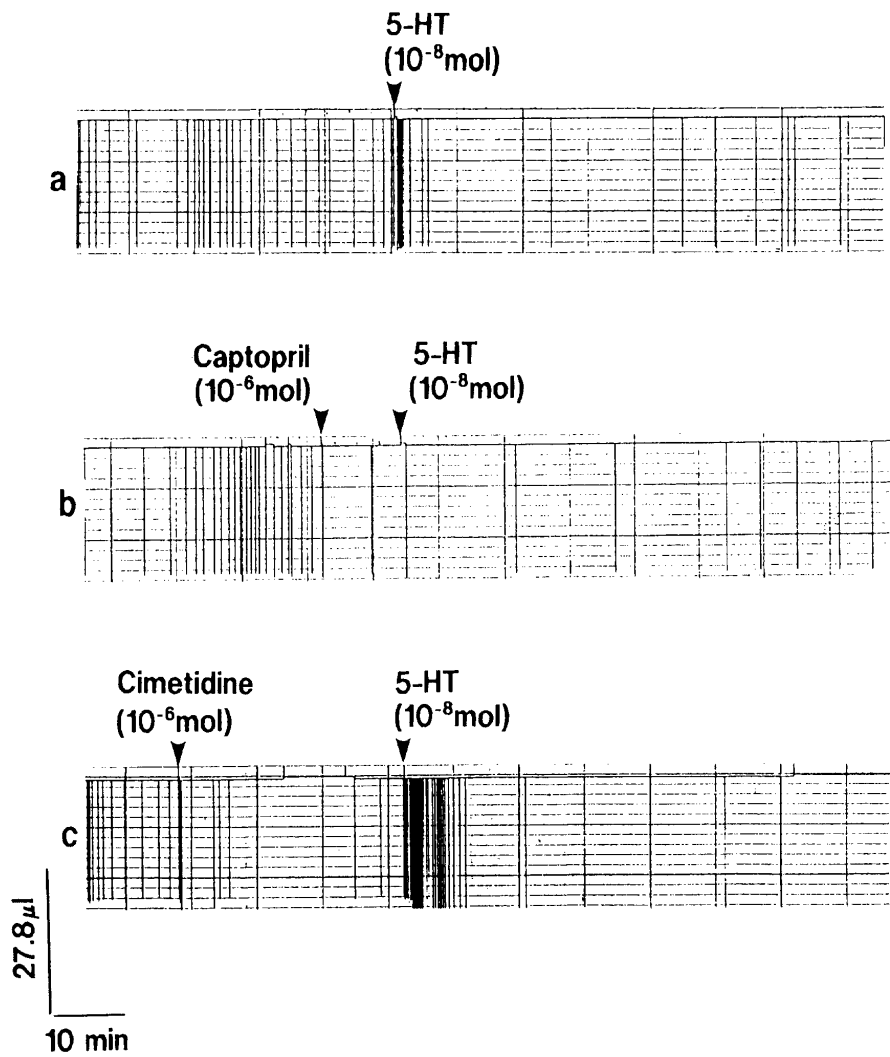 5-HT
(10⁻⁸mol)
a
Captopril
(10⁻⁶mol)
5-HT
(10⁻⁸mol)
b
Cimetidine
(10⁻⁶mol)
5-HT
(10⁻⁸mol)
c
27.8µl
10 min